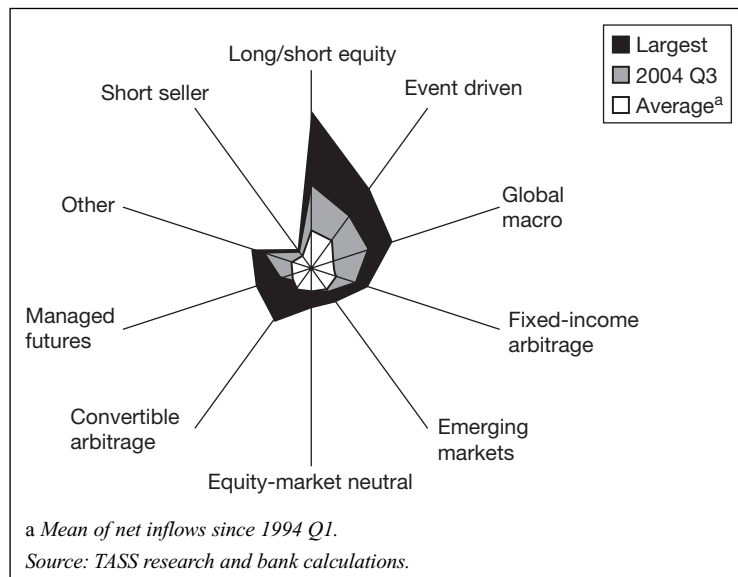 Long/short equity
Event driven
Global
macro
Fixed-income
arbitrage
Emerging
markets
Equity-market neutral
Convertible
arbitrage
Managed
futures
Other
Short seller
Largest
2004 Q3
Averageᵃ
a Mean of net inflows since 1994 Q1.
Source: TASS research and bank calculations.